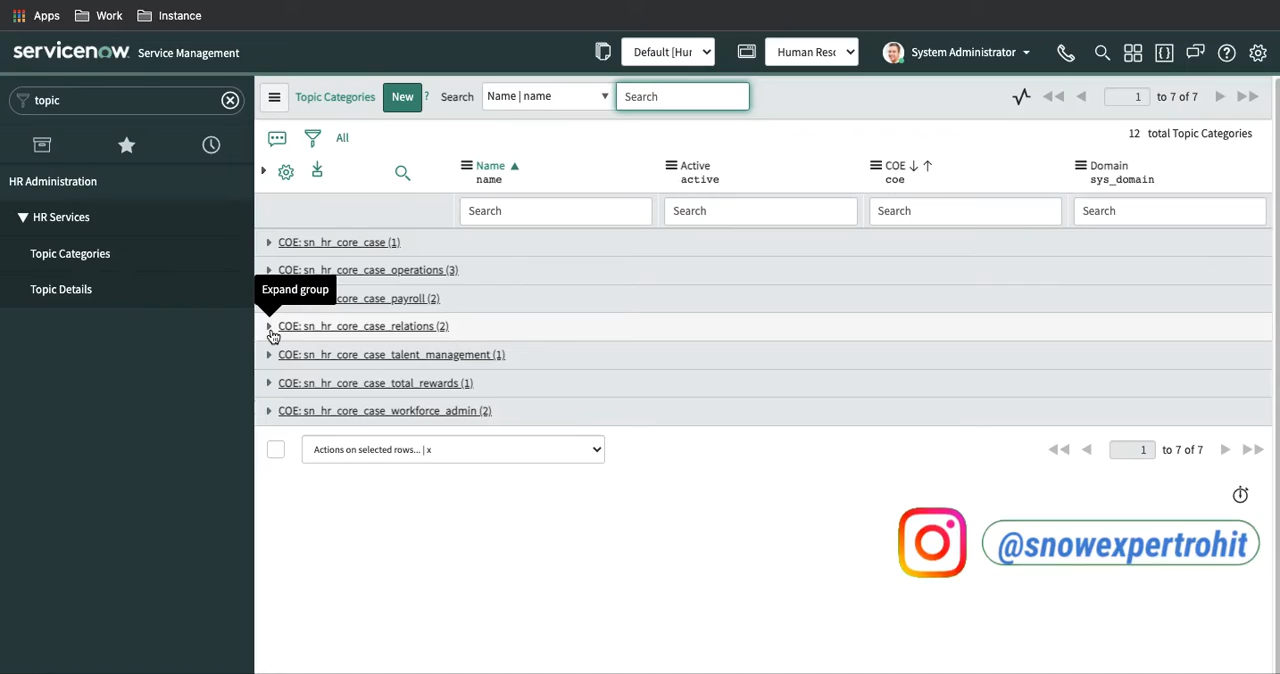 Apps Work Instance
servicenow Service Management Default [Hur Human Resc System Administrator
topic
Topic Categories New ? Search Name | name Search 1 to 7 of 7
All 12 total Topic Categories
Name name
Active active
COE coe
Domain sys_domain
Search Search Search Search
HR Administration
HR Services
Topic Categories
Topic Details
COE: sn_hr_core_case (1)
COE: sn_hr_core_case_operations (3)
Expand group
hr_core_case_payroll (2)
COE: sn_hr_core_case_relations (2)
COE: sn_hr_core_case_talent_management (1)
COE: sn_hr_core_case_total_rewards (1)
COE: sn_hr_core_case_workforce_admin (2)
Actions on selected rows... | x 1 to 7 of 7
@snowexpertrohit